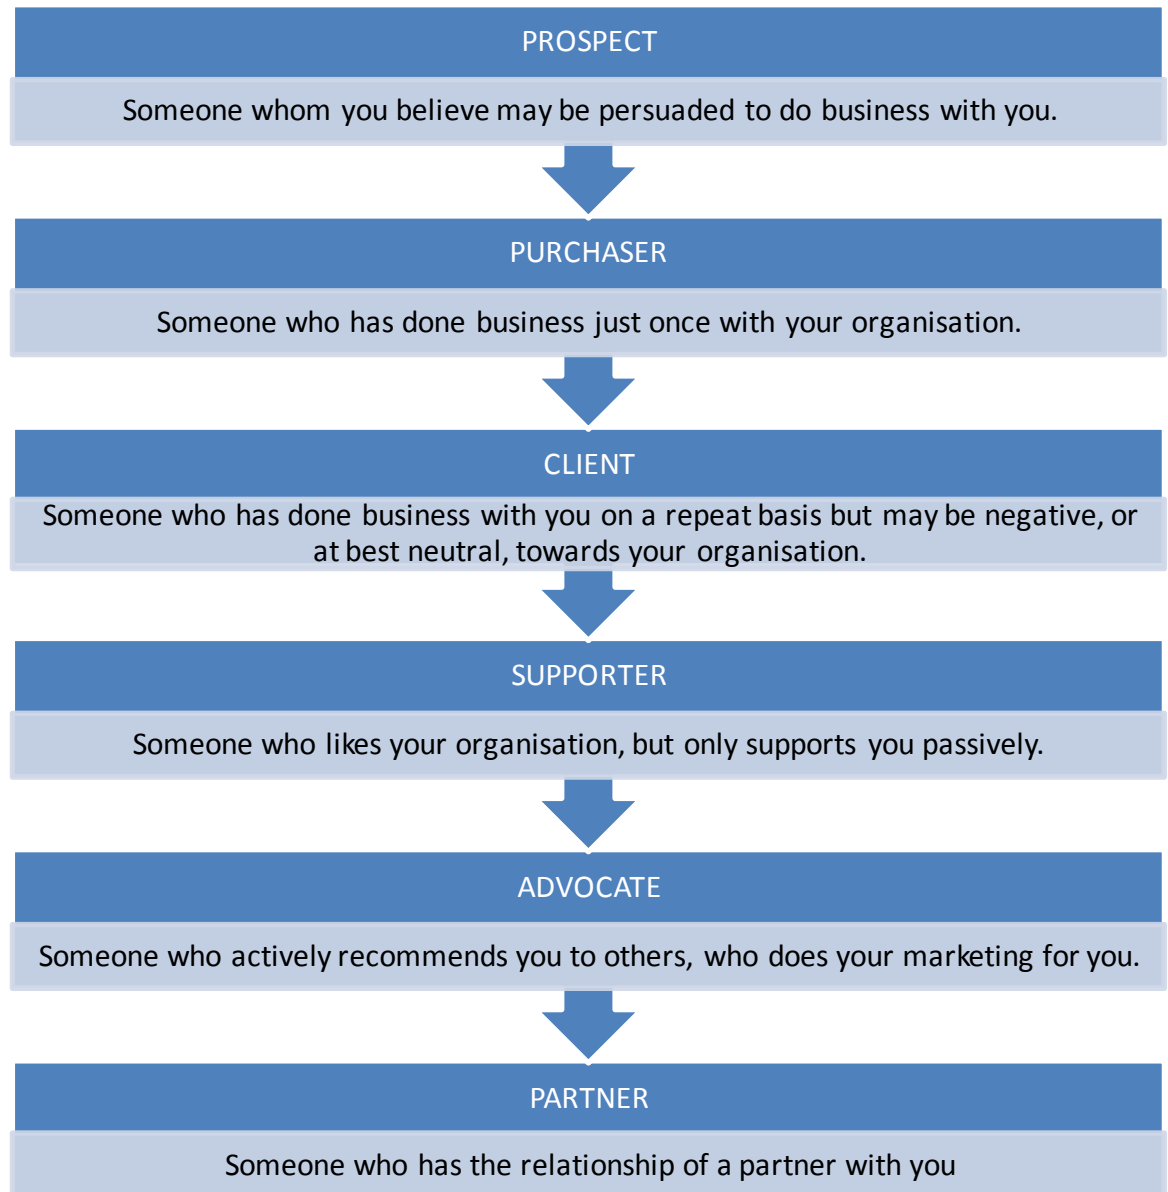 PROSPECT
Someone whom you believe may be persuaded to do business with you.
PURCHASER
Someone who has done business just once with your organisation.
CLIENT
Someone who has done business with you on a repeat basis but may be negative, or
at best neutral, towards your organisation.
SUPPORTER
Someone who likes your organisation, but only supports you passively.
ADVOCATE
Someone who actively recommends you to others, who does your marketing for you.
PARTNER
Someone who has the relationship of a partner with you